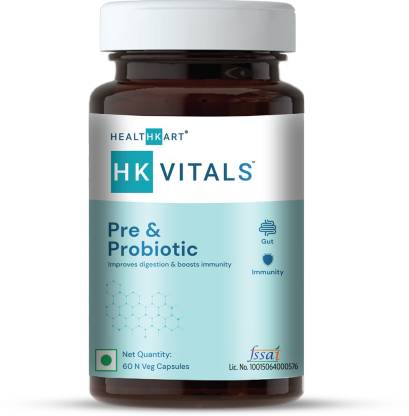 HEALTHKART®
HK VITALS™
Pre &
Probiotic
Improves digestion & boosts immunity
Gut
Immunity
Net Quantity:
60 N Veg Capsules
fssai
Lic. No. 10015064000576